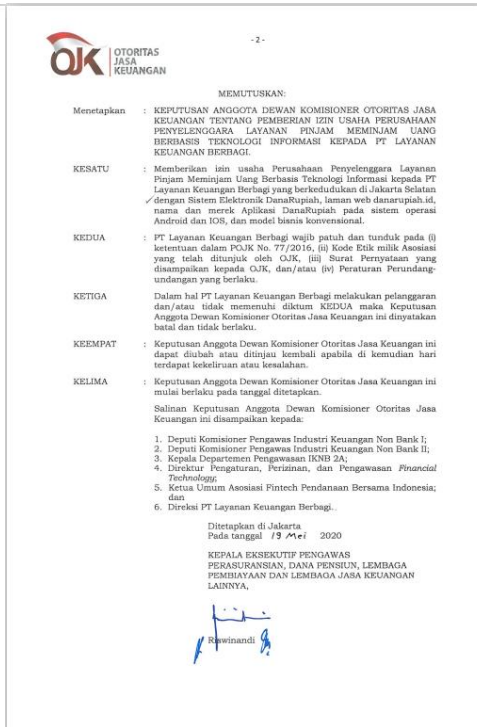 - 2 -
OJK OTORITAS
JASA
KEUANGAN
MEMUTUSKAN:
Menetapkan : KEPUTUSAN ANGGOTA DEWAN KOMISIONER OTORITAS JASA
KEUANGAN TENTANG PEMBERIAN IZIN USAHA PERUSAHAAN
PENYELENGGARA LAYANAN PINJAM MEMINJAM UANG
BERBASIS TEKNOLOGI INFORMASI KEPADA PT LAYANAN
KEUANGAN BERBAGI.
KESATU : Memberikan izin usaha Perusahaan Penyelenggara Layanan
Pinjam Meminjam Uang Berbasis Teknologi Informasi kepada PT
Layanan Keuangan Berbagi yang berkedudukan di Jakarta Selatan
dengan Sistem Elektronik DanaRupiah, laman web danarupiah.id,
nama dan merek Aplikasi DanaRupiah pada sistem operasi
Android dan IOS, dan model bisnis konvensional.
KEDUA : PT Layanan Keuangan Berbagi wajib patuh dan tunduk pada (i)
ketentuan dalam POJK No. 77/2016, (ii) Kode Etik milik Asosiasi
yang telah ditunjuk oleh OJK, (iii) Surat Pernyataan yang
disampaikan kepada OJK, dan/atau (iv) Peraturan Perundang-
undangan yang berlaku.
KETIGA Dalam hal PT Layanan Keuangan Berbagi melakukan pelanggaran
dan/atau tidak memenuhi diktum KEDUA maka Keputusan
Anggota Dewan Komisioner Otoritas Jasa Keuangan ini dinyatakan
batal dan tidak berlaku.
KEEMPAT : Keputusan Anggota Dewan Komisioner Otoritas Jasa Keuangan ini
dapat diubah atau ditinjau kembali apabila di kemudian hari
terdapat kekeliruan atau kesalahan.
KELIMA : Keputusan Anggota Dewan Komisioner Otoritas Jasa Keuangan ini
mulai berlaku pada tanggal ditetapkan.
Salinan Keputusan Anggota Dewan Komisioner Otoritas Jasa
Keuangan ini disampaikan kepada:
1. Deputi Komisioner Pengawas Industri Keuangan Non Bank I;
2. Deputi Komisioner Pengawas Industri Keuangan Non Bank II;
3. Kepala Departemen Pengawasan IKNB 2A;
4. Direktur Pengaturan, Perizinan, dan Pengawasan Financial
Technology;
5. Ketua Umum Asosiasi Fintech Pendanaan Bersama Indonesia;
dan
6. Direksi PT Layanan Keuangan Berbagi.
Ditetapkan di Jakarta
Pada tanggal 19 Mei 2020
KEPALA EKSEKUTIF PENGAWAS
PERASURANSIAN, DANA PENSIUN, LEMBAGA
PEMBIAYAAN DAN LEMBAGA JASA KEUANGAN
LAINNYA,
Riswinandi